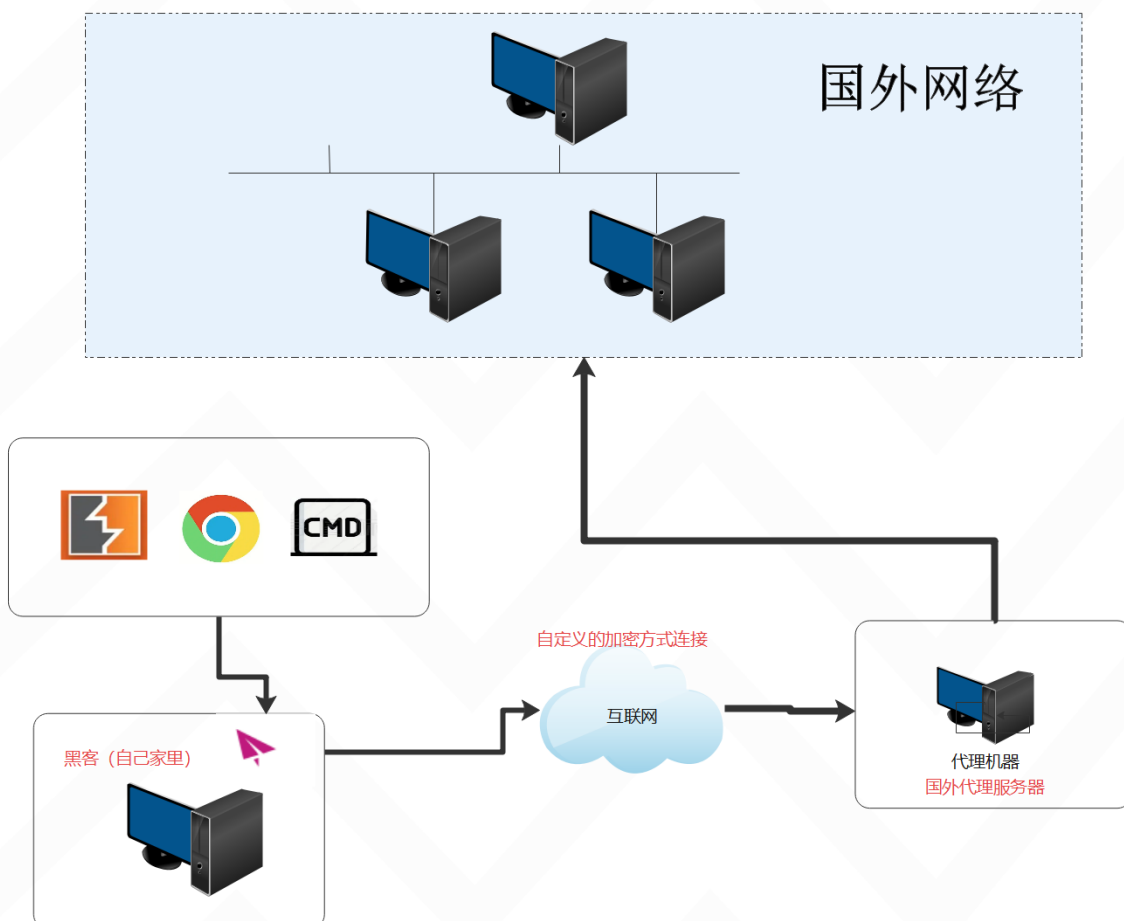 国外网络
CMD
自定义的加密方式连接
互联网
黑客（自己家里）
代理机器
国外代理服务器